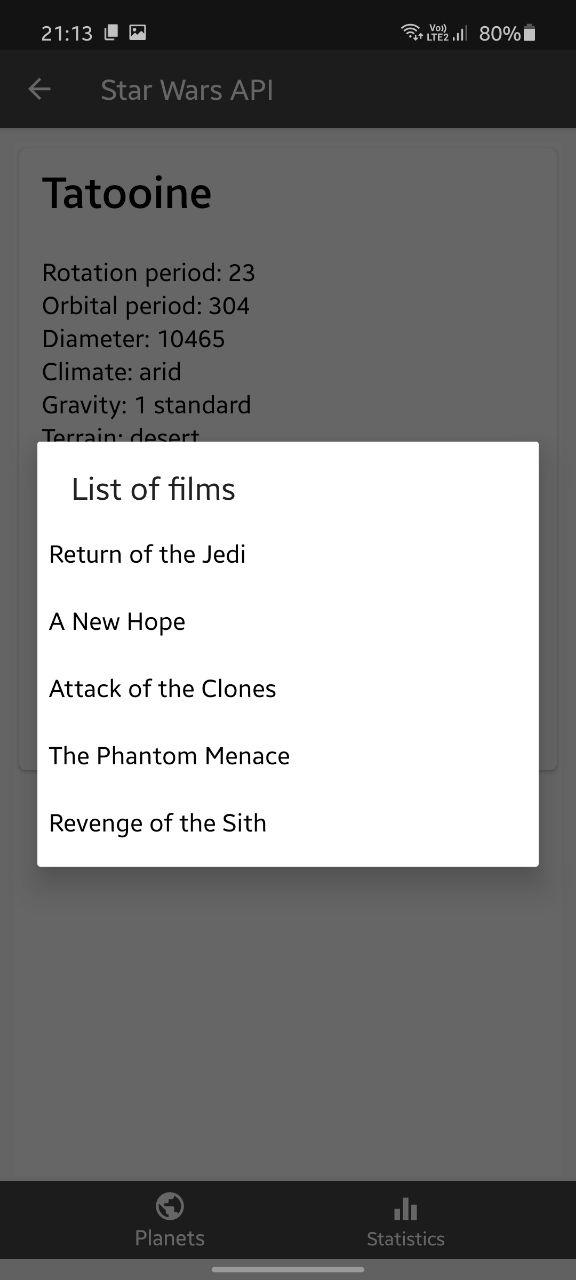 21:13
Vo)) LTE2 80%
Star Wars API
Tatooine
Rotation period: 23
Orbital period: 304
Diameter: 10465
Climate: arid
Gravity: 1 standard
Terrain: desert
List of films
Return of the Jedi
A New Hope
Attack of the Clones
The Phantom Menace
Revenge of the Sith
Planets
Statistics